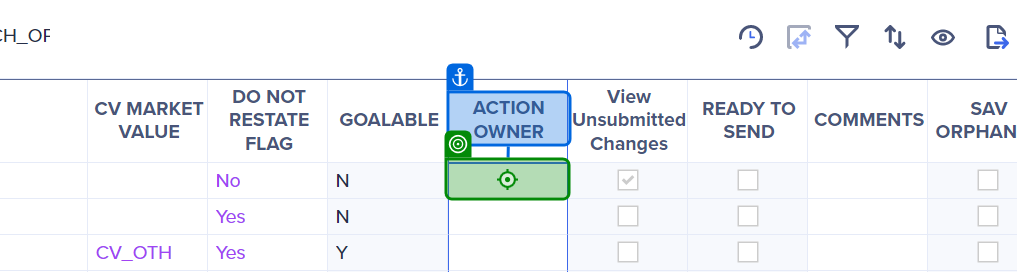 CH_OF
CV MARKET VALUE
DO NOT RESTATE FLAG
GOALABLE
ACTION OWNER
View Unsubmitted Changes
READY TO SEND
COMMENTS
SAV ORPHAN
No N
Yes N
CV_OTH Yes Y